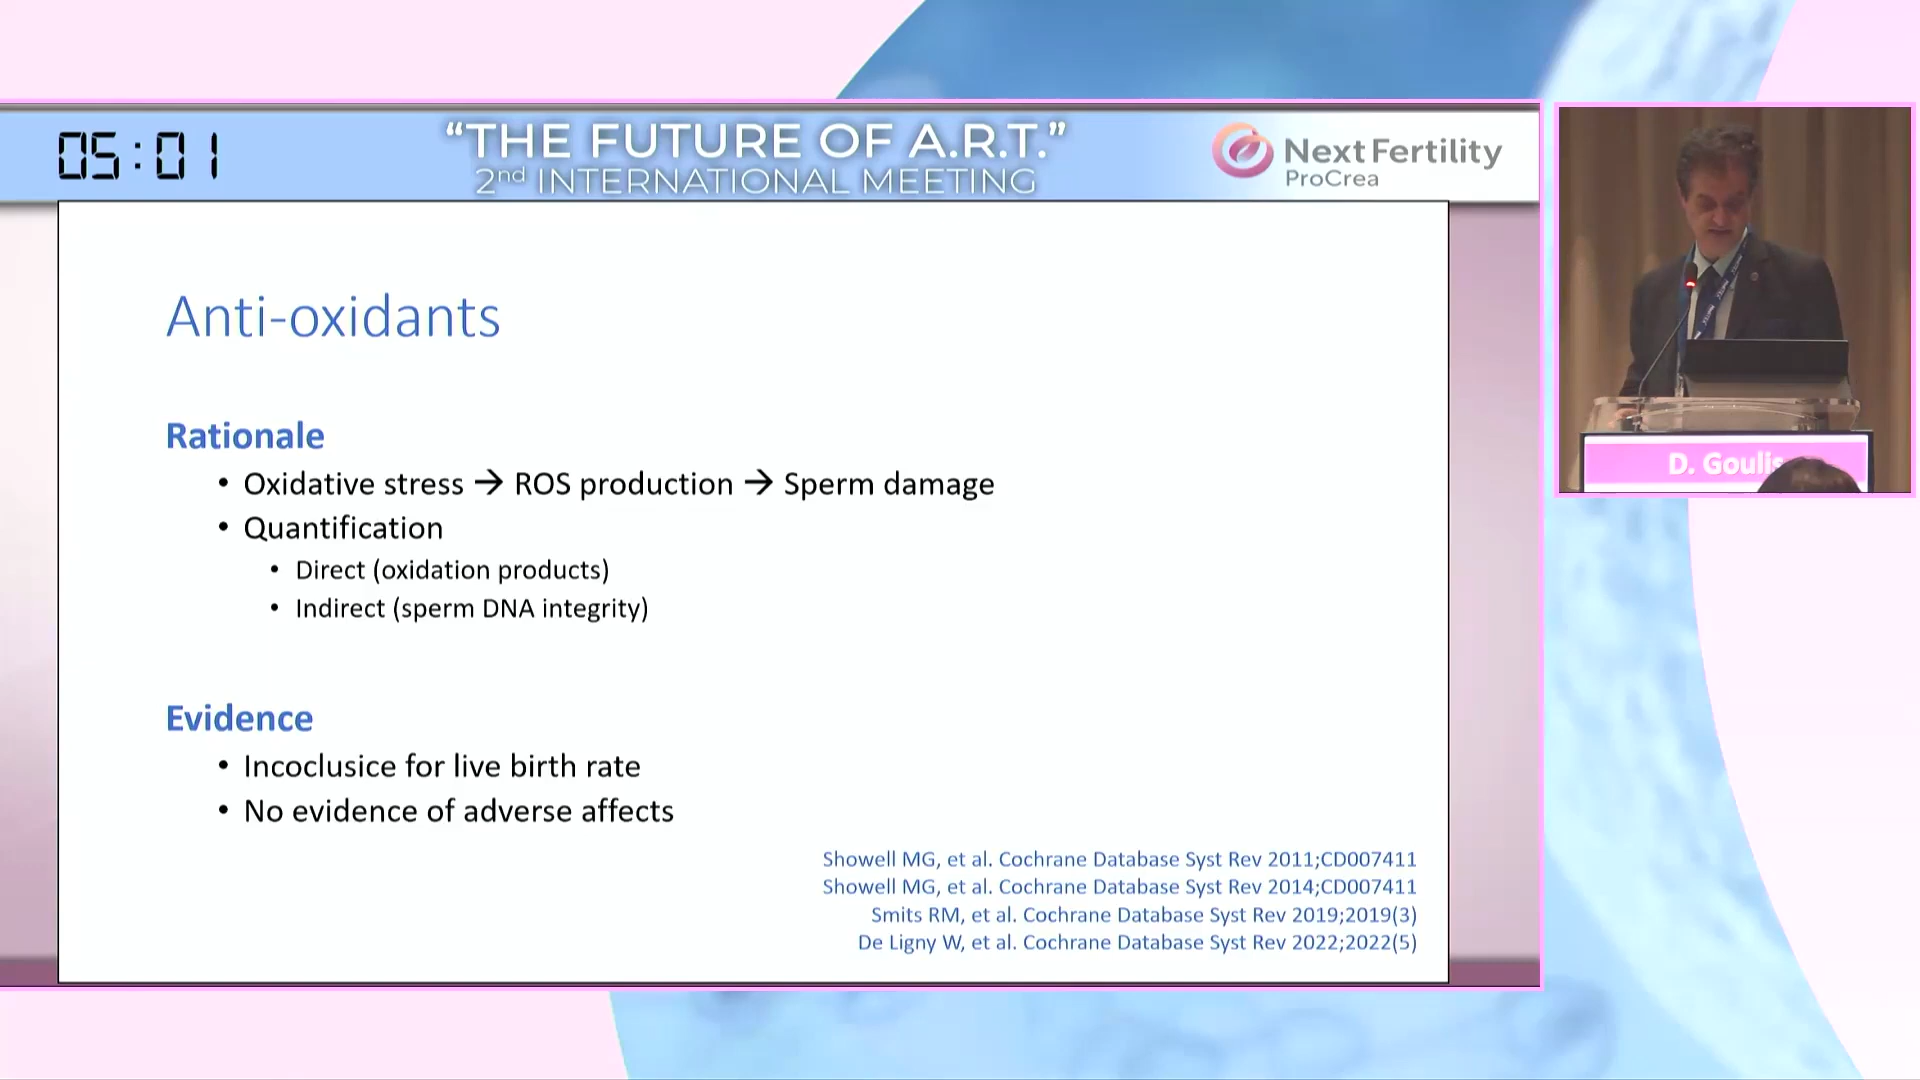 05:01
“THE FUTURE OF A.R.T.”
2nd INTERNATIONAL MEETING
Next Fertility
ProCrea
Anti-oxidants
Rationale
• Oxidative stress → ROS production → Sperm damage
• Quantification
• Direct (oxidation products)
• Indirect (sperm DNA integrity)
Evidence
• Incoclusice for live birth rate
• No evidence of adverse affects
Showell MG, et al. Cochrane Database Syst Rev 2011;CD007411
Showell MG, et al. Cochrane Database Syst Rev 2014;CD007411
Smits RM, et al. Cochrane Database Syst Rev 2019;2019(3)
De Ligny W, et al. Cochrane Database Syst Rev 2022;2022(5)
D. Goulis